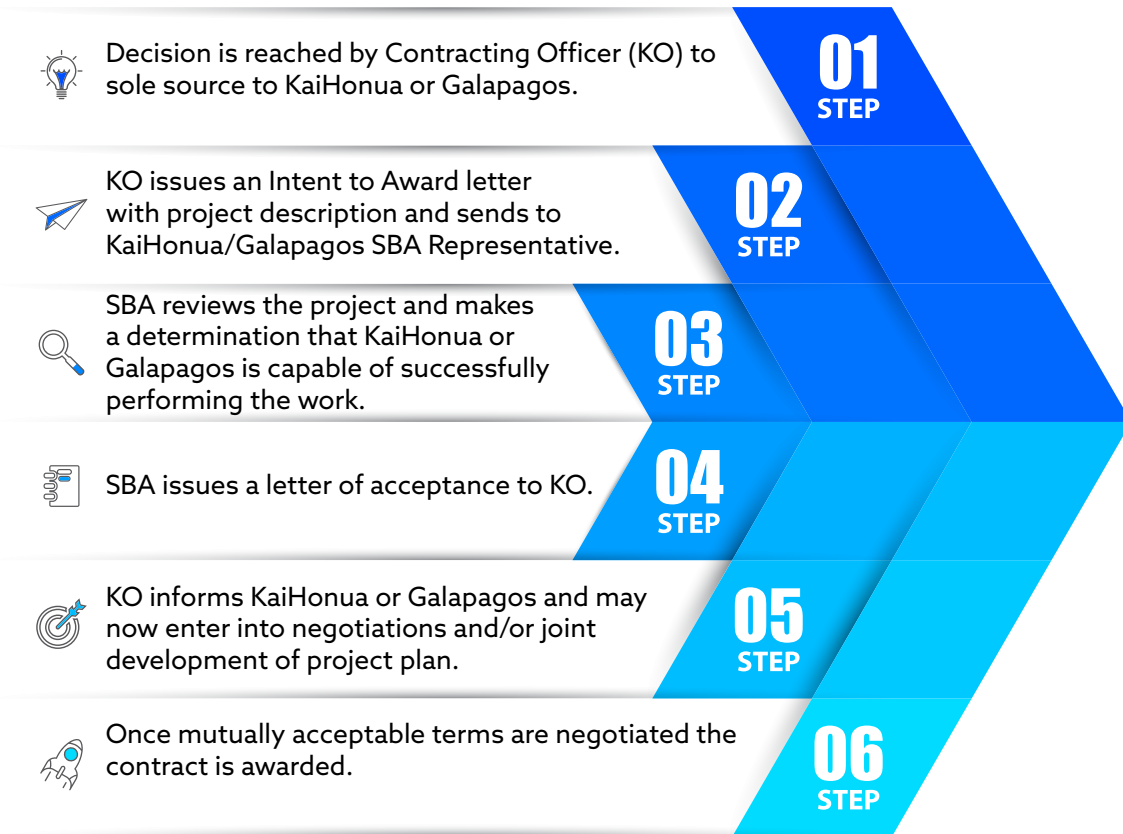 Decision is reached by Contracting Officer (KO) to
sole source to KaiHonua or Galapagos.
01
STEP
KO issues an Intent to Award letter
with project description and sends to
KaiHonua/Galapagos SBA Representative.
02
STEP
SBA reviews the project and makes
a determination that KaiHonua or
Galapagos is capable of successfully
performing the work.
03
STEP
SBA issues a letter of acceptance to KO.
04
STEP
KO informs KaiHonua or Galapagos and may
now enter into negotiations and/or joint
development of project plan.
05
STEP
Once mutually acceptable terms are negotiated the
contract is awarded.
06
STEP